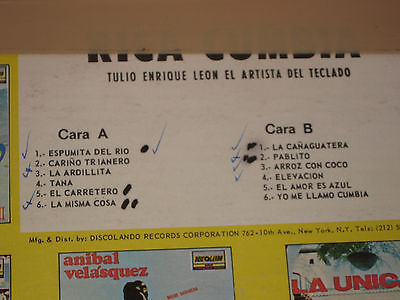 RICA CUMBIA
TULIO ENRIQUE LEON EL ARTISTA DEL TECLADO
Cara A
1.- ESPUMITA DEL RIO
2.- CARIÑO TRIANERO
3.- LA ARDILLITA
4.- TANA
5.- EL CARRETERO
6.- LA MISMA COSA
Cara B
1.- LA CAÑAGUATERA
2.- PABLITO
3.- ARROZ CON COCO
4.- ELEVACION
5.- EL AMOR ES AZUL
6.- YO ME LLAMO CUMBIA
Mfg. & Dist. by: DISCOLANDO RECORDS CORPORATION 762-10th Ave., New York, N.Y. Tels: (212)
anibal
velasquez
LA UNICA